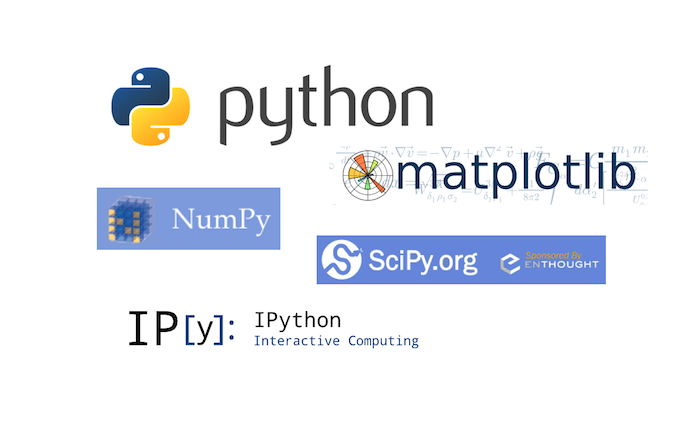 python
matplotlib
NumPy
SciPy.org
Sponsored By
ENTHOUGHT
IP[y]:
IPython
Interactive Computing